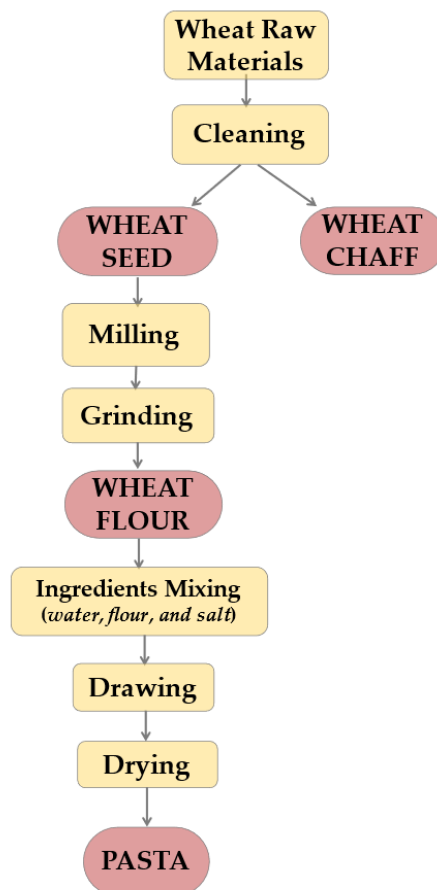 Wheat Raw
Materials
Cleaning
WHEAT
SEED
WHEAT
CHAFF
Milling
Grinding
WHEAT
FLOUR
Ingredients Mixing
(water, flour, and salt)
Drawing
Drying
PASTA